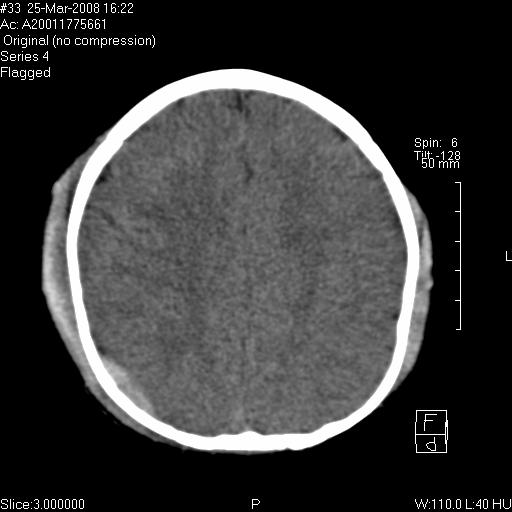 #33 25-Mar-2008 16:22
Ac: A20011775661
Original (no compression)
Series 4
Flagged
Spin: 6
Tilt: -128
50 mm
L
F
d
Slice:3.000000
P
W:110.0 L:40 HU